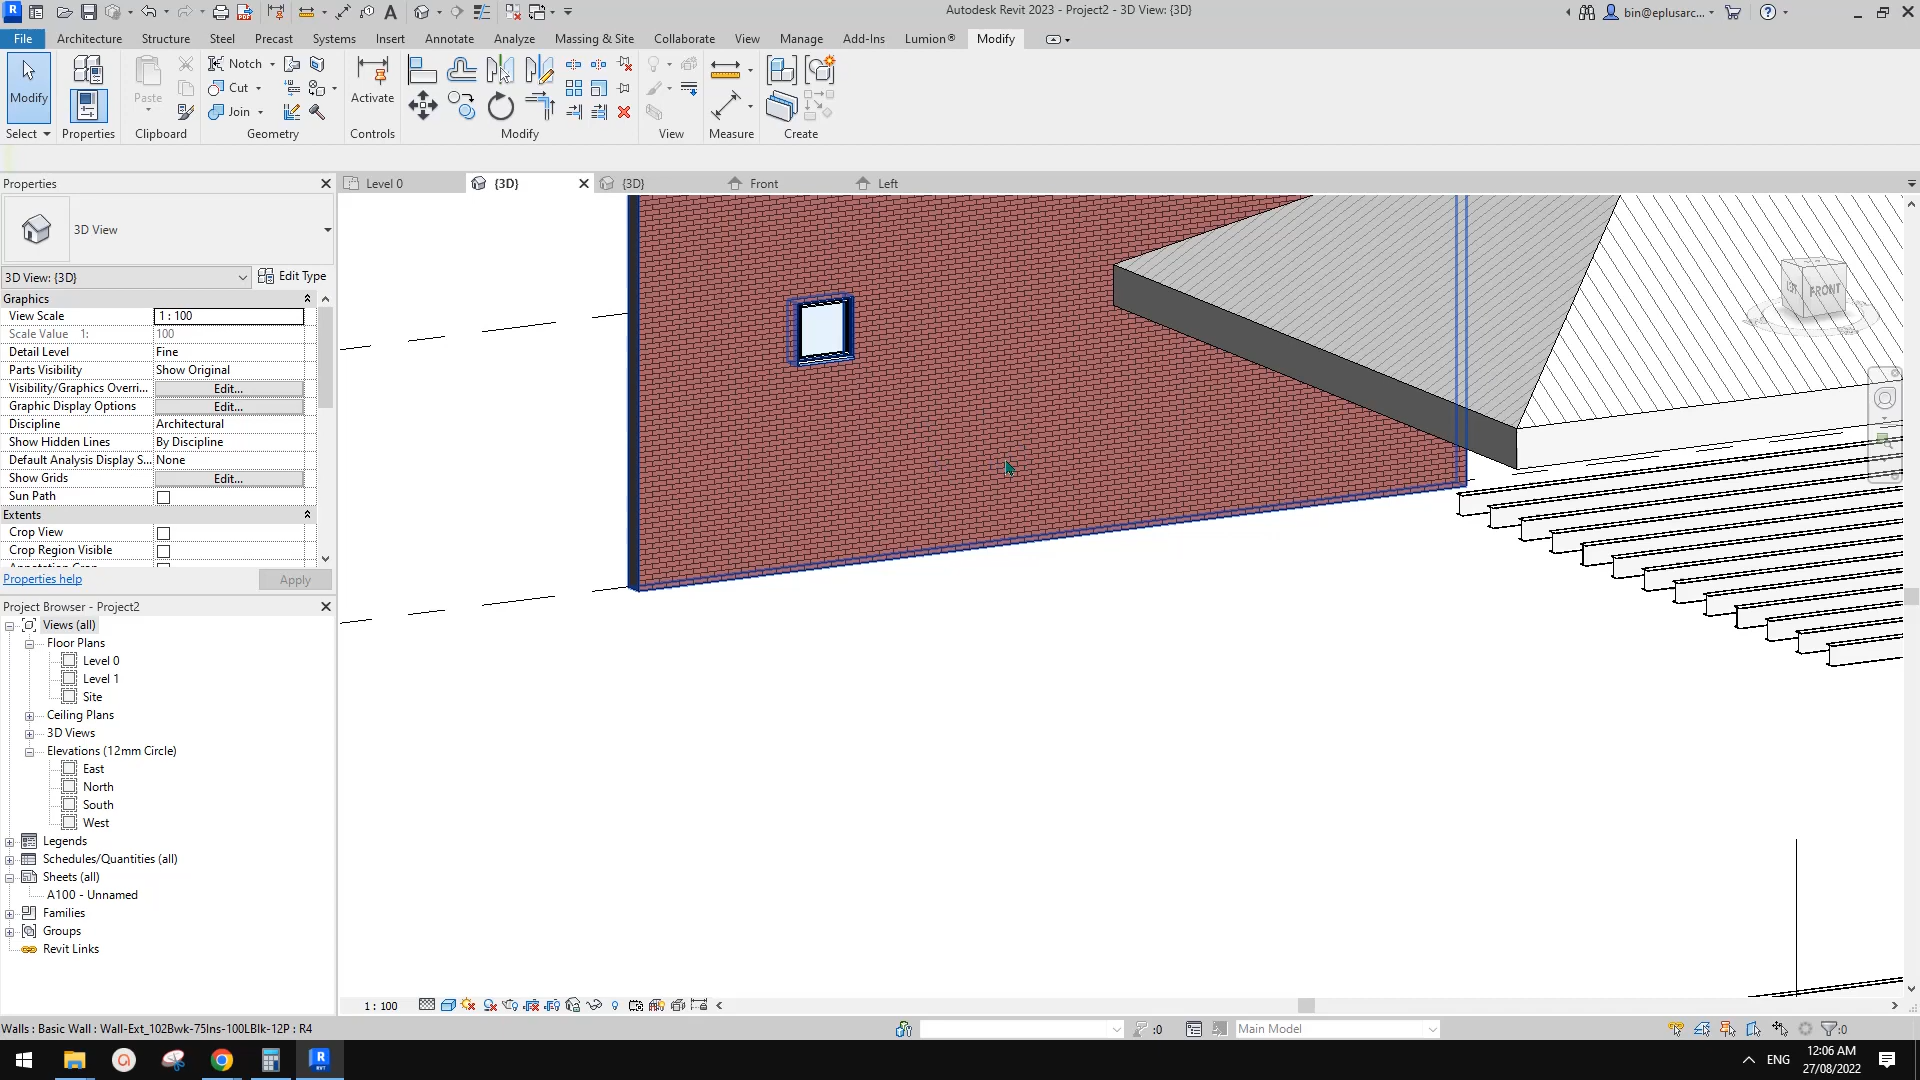 Autodesk Revit 2023 - Project2 - 3D View: {3D}
bin@eplusarc...
File Architecture Structure Steel Precast Systems Insert Annotate Analyze Massing & Site Collaborate View Manage Add-Ins Lumion® Modify
Modify
Paste
Notch
Cut
Join
Activate
Select Properties Clipboard Geometry Controls Modify View Measure Create
Properties
Level 0 {3D} {3D} Front Left
3D View
3D View: {3D} Edit Type
Graphics
View Scale 1 : 100
Scale Value 1: 100
Detail Level Fine
Parts Visibility Show Original
Visibility/Graphics Overri... Edit...
Graphic Display Options Edit...
Discipline Architectural
Show Hidden Lines By Discipline
Default Analysis Display S... None
Show Grids Edit...
Sun Path
Extents
Crop View
Crop Region Visible
Properties help Apply
FRONT
Project Browser - Project2
Views (all)
Floor Plans
Level 0
Level 1
Site
Ceiling Plans
3D Views
Elevations (12mm Circle)
East
North
South
West
Legends
Schedules/Quantities (all)
Sheets (all)
A100 - Unnamed
Families
Groups
Revit Links
1 : 100
Walls : Basic Wall : Wall-Ext_102Bwk-75Ins-100LBlk-12P : R4
:0
Main Model
:0
ENG
12:06 AM
27/08/2022